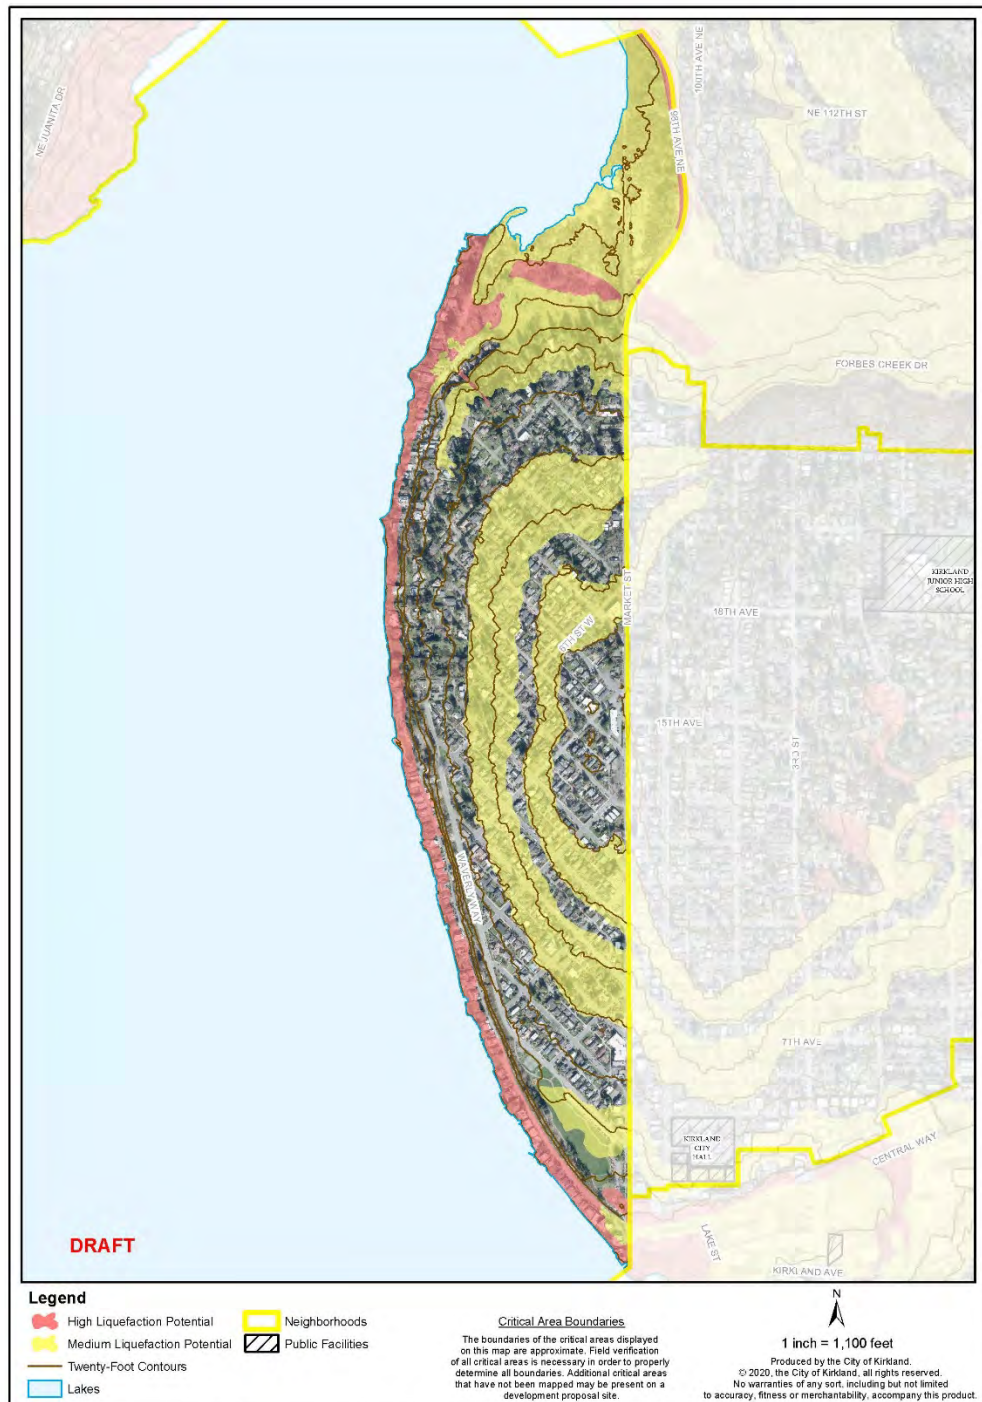 NE JUANITA DR
100TH AVE NE
NE 112TH ST
98TH AVE NE
FORBES CREEK DR
KIRKLAND
JUNIOR HIGH
SCHOOL
MARKET ST
18TH AVE
8TH ST W
15TH AVE
3RD ST
WAVERLY WAY
7TH AVE
KIRKLAND
CITY
HALL
CENTRAL WAY
LAKE ST
KIRKLAND AVE
DRAFT
Legend
High Liquefaction Potential
Medium Liquefaction Potential
Twenty-Foot Contours
Lakes
Neighborhoods
Public Facilities
Critical Area Boundaries
The boundaries of the critical areas displayed
on this map are approximate. Field verification
of all critical areas is necessary in order to properly
determine all boundaries. Additional critical areas
that have not been mapped may be present on a
development proposal site.
N
1 inch = 1,100 feet
Produced by the City of Kirkland.
© 2020, the City of Kirkland, all rights reserved.
No warranties of any sort, including but not limited
to accuracy, fitness or merchantability, accompany this product.